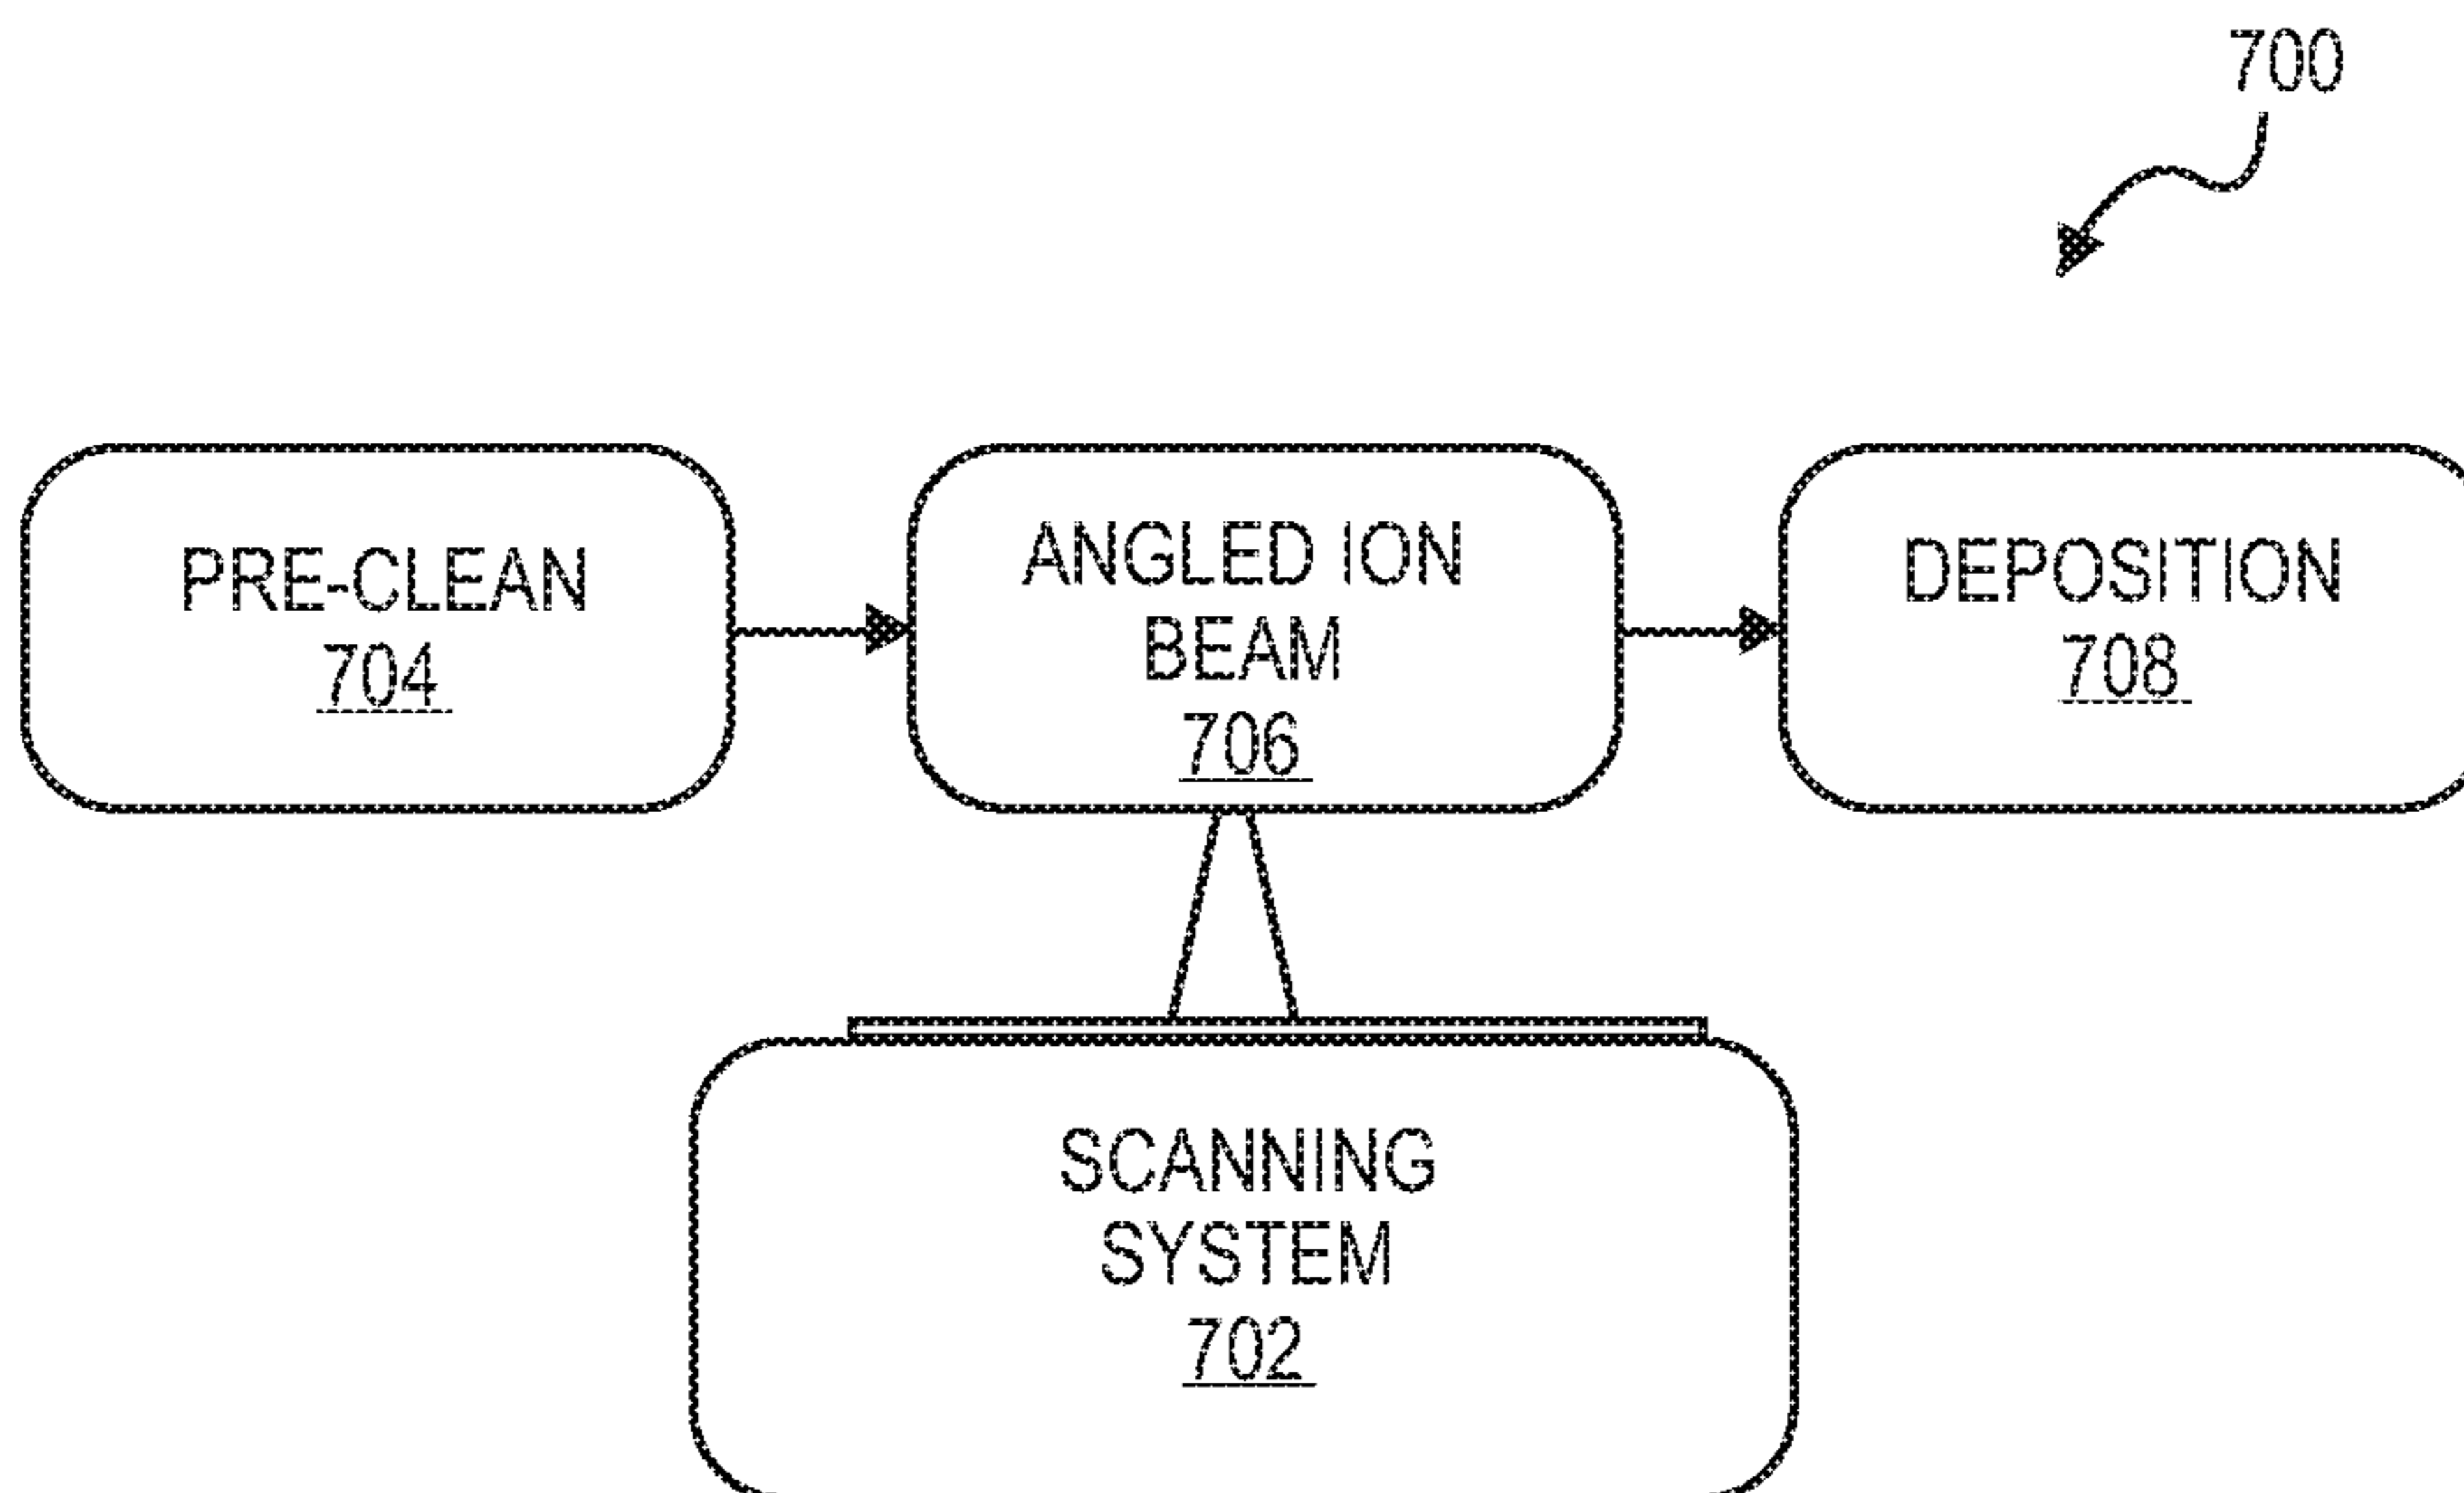 700
PRE-CLEAN
704
ANGLED ION
BEAM
706
DEPOSITION
708
SCANNING
SYSTEM
702